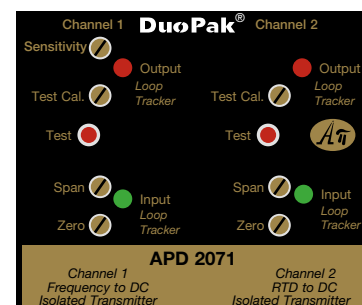 Channel 1 DuoPak® Channel 2
Sensitivity
Output
Loop
Tracker
Test Cal.
Test
Span
Input
Loop
Tracker
Zero
Output
Loop
Tracker
Test Cal.
Test
Aπ
Span
Input
Loop
Tracker
Zero
APD 2071
Channel 1
Frequency to DC
Isolated Transmitter
Channel 2
RTD to DC
Isolated Transmitter